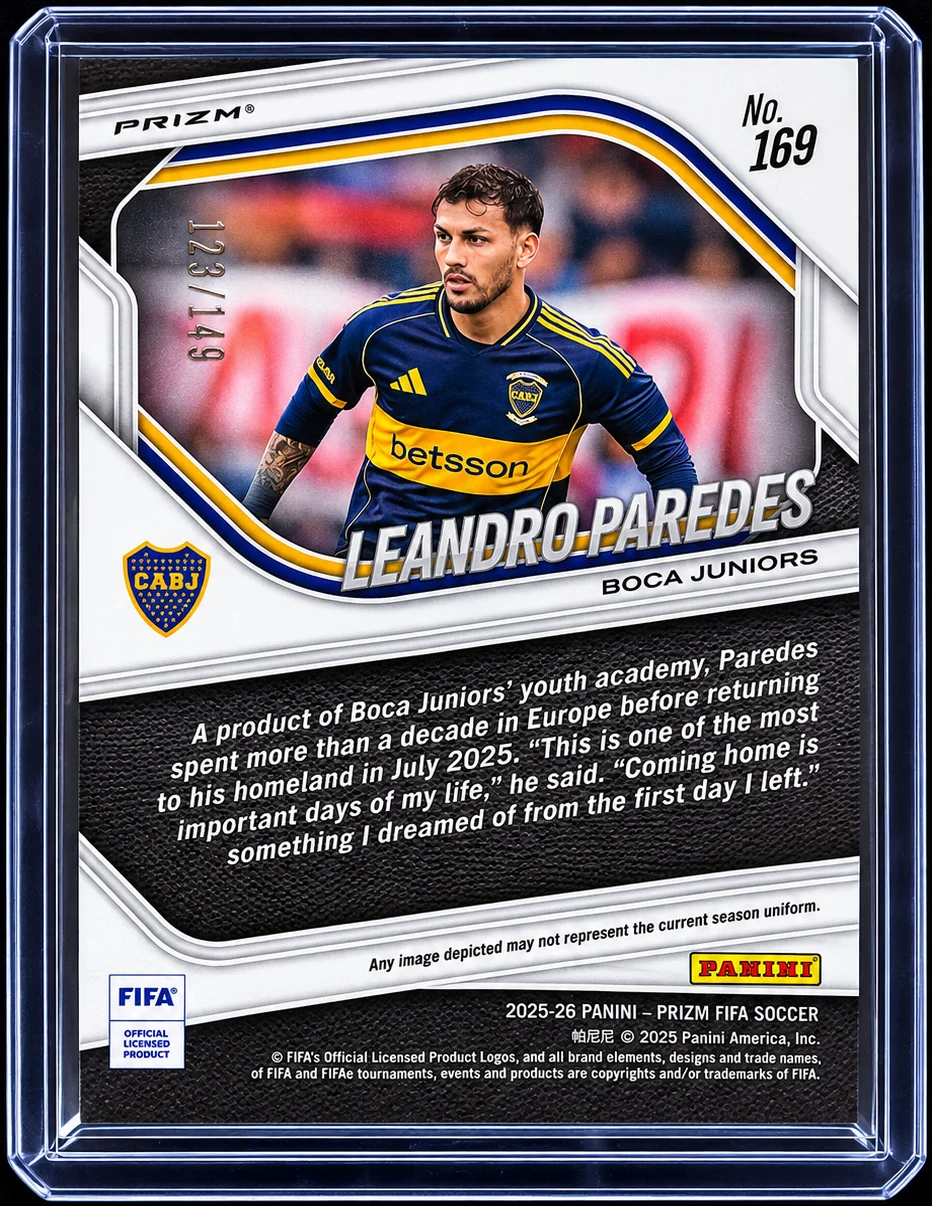 PRIZM®
No.
169
123/149
betsson
CABJ
LEANDRO PAREDES
BOCA JUNIORS
CABJ
A product of Boca Juniors’ youth academy, Paredes
spent more than a decade in Europe before returning
to his homeland in July 2025. “This is one of the most
important days of my life,” he said. “Coming home is
something I dreamed of from the first day I left.”
Any image depicted may not represent the current season uniform.
PANINI®
FIFA®
OFFICIAL
LICENSED
PRODUCT
2025-26 PANINI – PRIZM FIFA SOCCER
帕尼尼 © 2025 Panini America, Inc.
© FIFA's Official Licensed Product Logos, and all brand elements, designs and trade names,
of FIFA and FIFAe tournaments, events and products are copyrights and/or trademarks of FIFA.